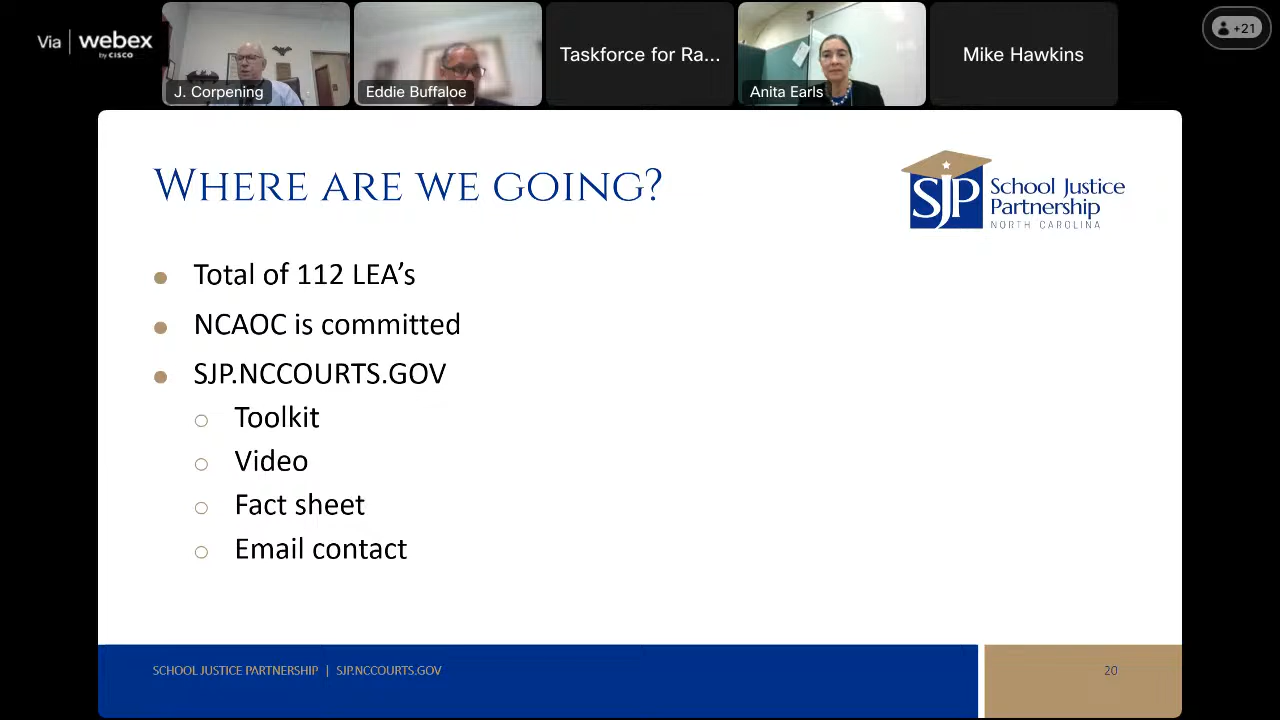 Via webex
by CISCO
J. Corpening
Eddie Buffaloe
Taskforce for Ra...
Anita Earls
Mike Hawkins
+21
WHERE ARE WE GOING?
SJP School Justice
Partnership
NORTH CAROLINA
Total of 112 LEA’s
NCAOC is committed
SJP.NCCOURTS.GOV
Toolkit
Video
Fact sheet
Email contact
SCHOOL JUSTICE PARTNERSHIP | SJP.NCCOURTS.GOV
20